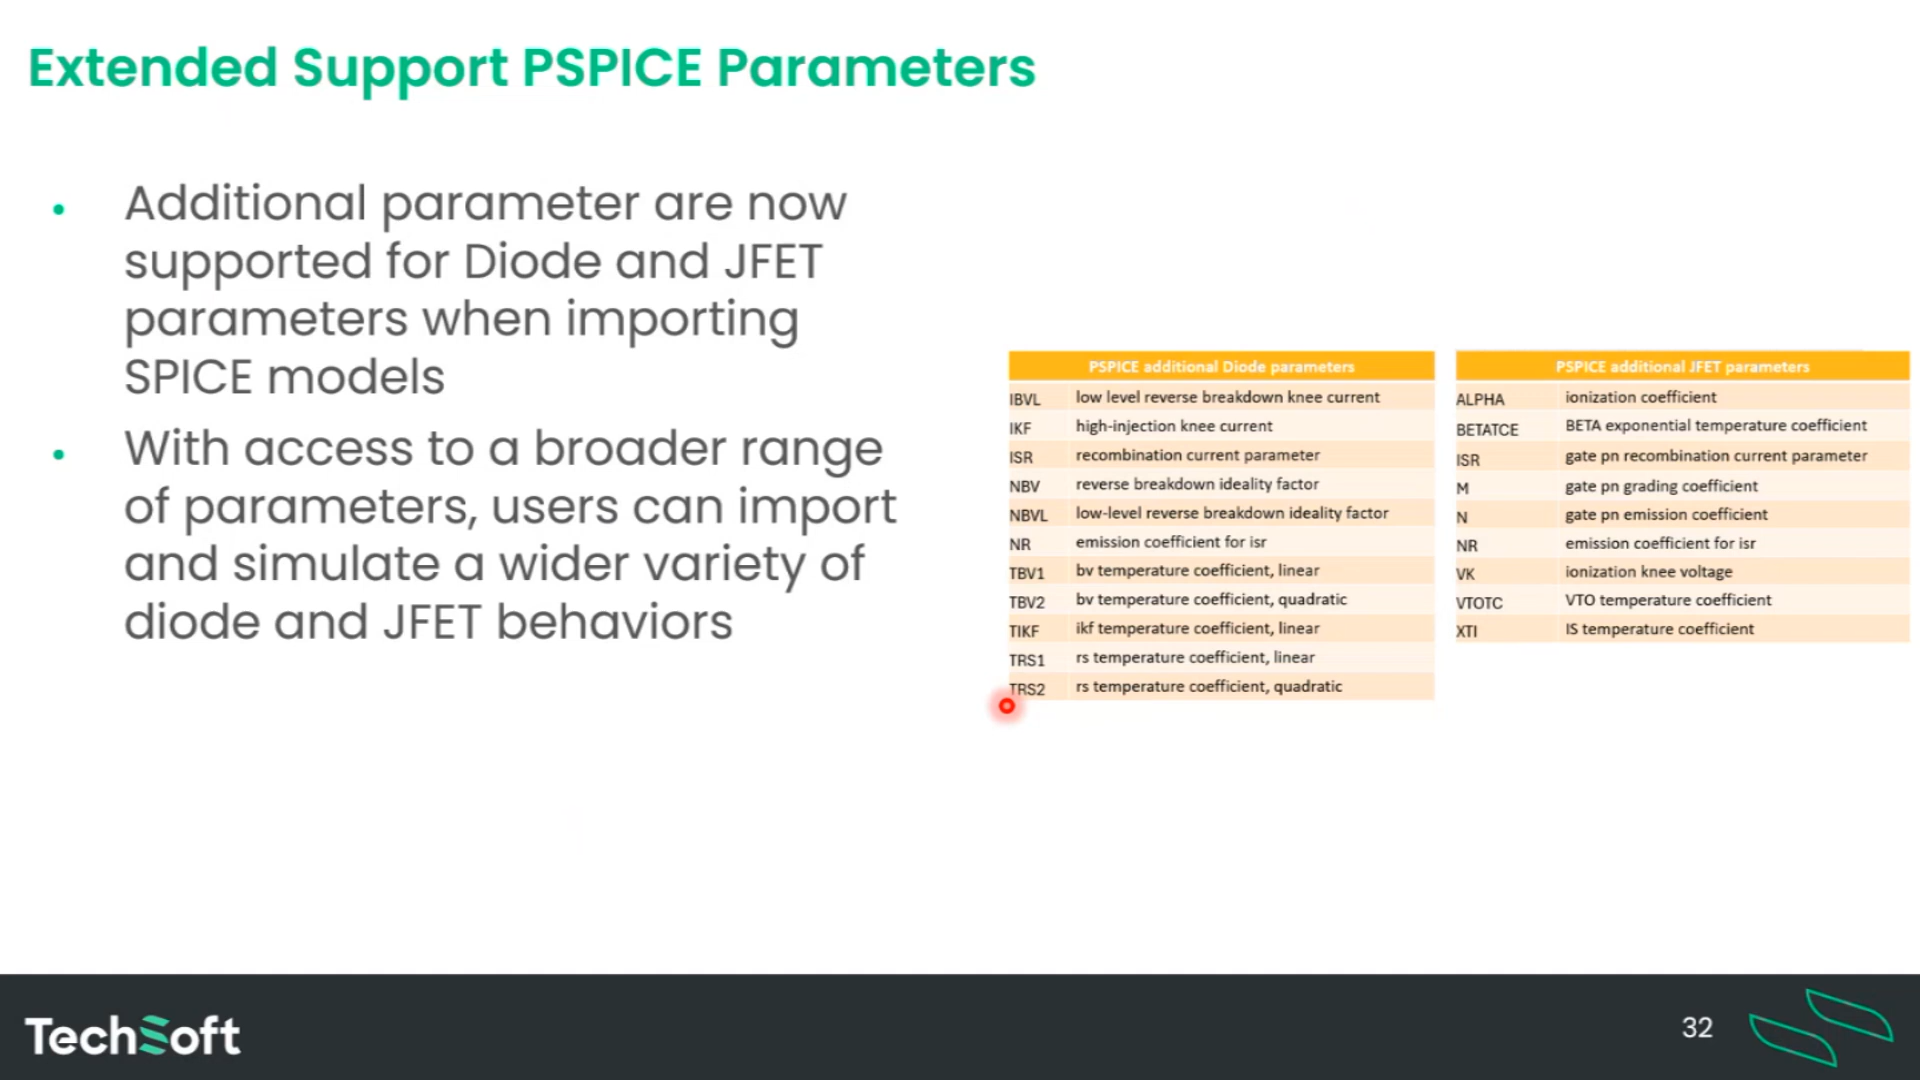 Extended Support PSPICE Parameters
• Additional parameter are now
supported for Diode and JFET
parameters when importing
SPICE models
• With access to a broader range
of parameters, users can import
and simulate a wider variety of
diode and JFET behaviors
PSPICE additional Diode parameters
IBVL low level reverse breakdown knee current
IKF high-injection knee current
ISR recombination current parameter
NBV reverse breakdown ideality factor
NBVL low-level reverse breakdown ideality factor
NR emission coefficient for isr
TBV1 bv temperature coefficient, linear
TBV2 bv temperature coefficient, quadratic
TIKF ikf temperature coefficient, linear
TRS1 rs temperature coefficient, linear
TRS2 rs temperature coefficient, quadratic
PSPICE additional JFET parameters
ALPHA ionization coefficient
BETATCE BETA exponential temperature coefficient
ISR gate pn recombination current parameter
M gate pn grading coefficient
N gate pn emission coefficient
NR emission coefficient for isr
VK ionization knee voltage
VTOTC VTO temperature coefficient
XTI IS temperature coefficient
TechSoft
32